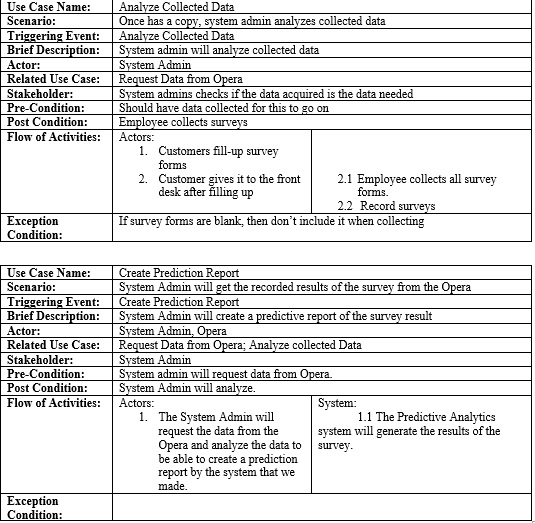 Use Case Name: Analyze Collected Data
Scenario: Once has a copy, system admin analyzes collected data
Triggering Event: Analyze Collected Data
Brief Description: System admin will analyze collected data
Actor: System Admin
Related Use Case: Request Data from Opera
Stakeholder: System admins checks if the data acquired is the data needed
Pre-Condition: Should have data collected for this to go on
Post Condition: Employee collects surveys
Flow of Activities: Actors:
1. Customers fill-up survey
forms
2. Customer gives it to the front
desk after filling up
2.1 Employee collects all survey
forms.
2.2 Record surveys
Exception
Condition:
If survey forms are blank, then don't include it when collecting
Use Case Name: Create Prediction Report
Scenario: System Admin will get the recorded results of the survey from the Opera
Triggering Event: Create Prediction Report
Brief Description: System Admin will create a predictive report of the survey result
Actor: System Admin, Opera
Related Use Case: Request Data from Opera; Analyze collected Data
Stakeholder: System Admin
Pre-Condition: System admin will request data from Opera.
Post Condition: System Admin will analyze.
Flow of Activities: Actors:
1. The System Admin will
request the data from the
Opera and analyze the data to
be able to create a prediction
report by the system that we
made.
System:
1.1 The Predictive Analytics
system will generate the results of the
survey.
Exception
Condition: